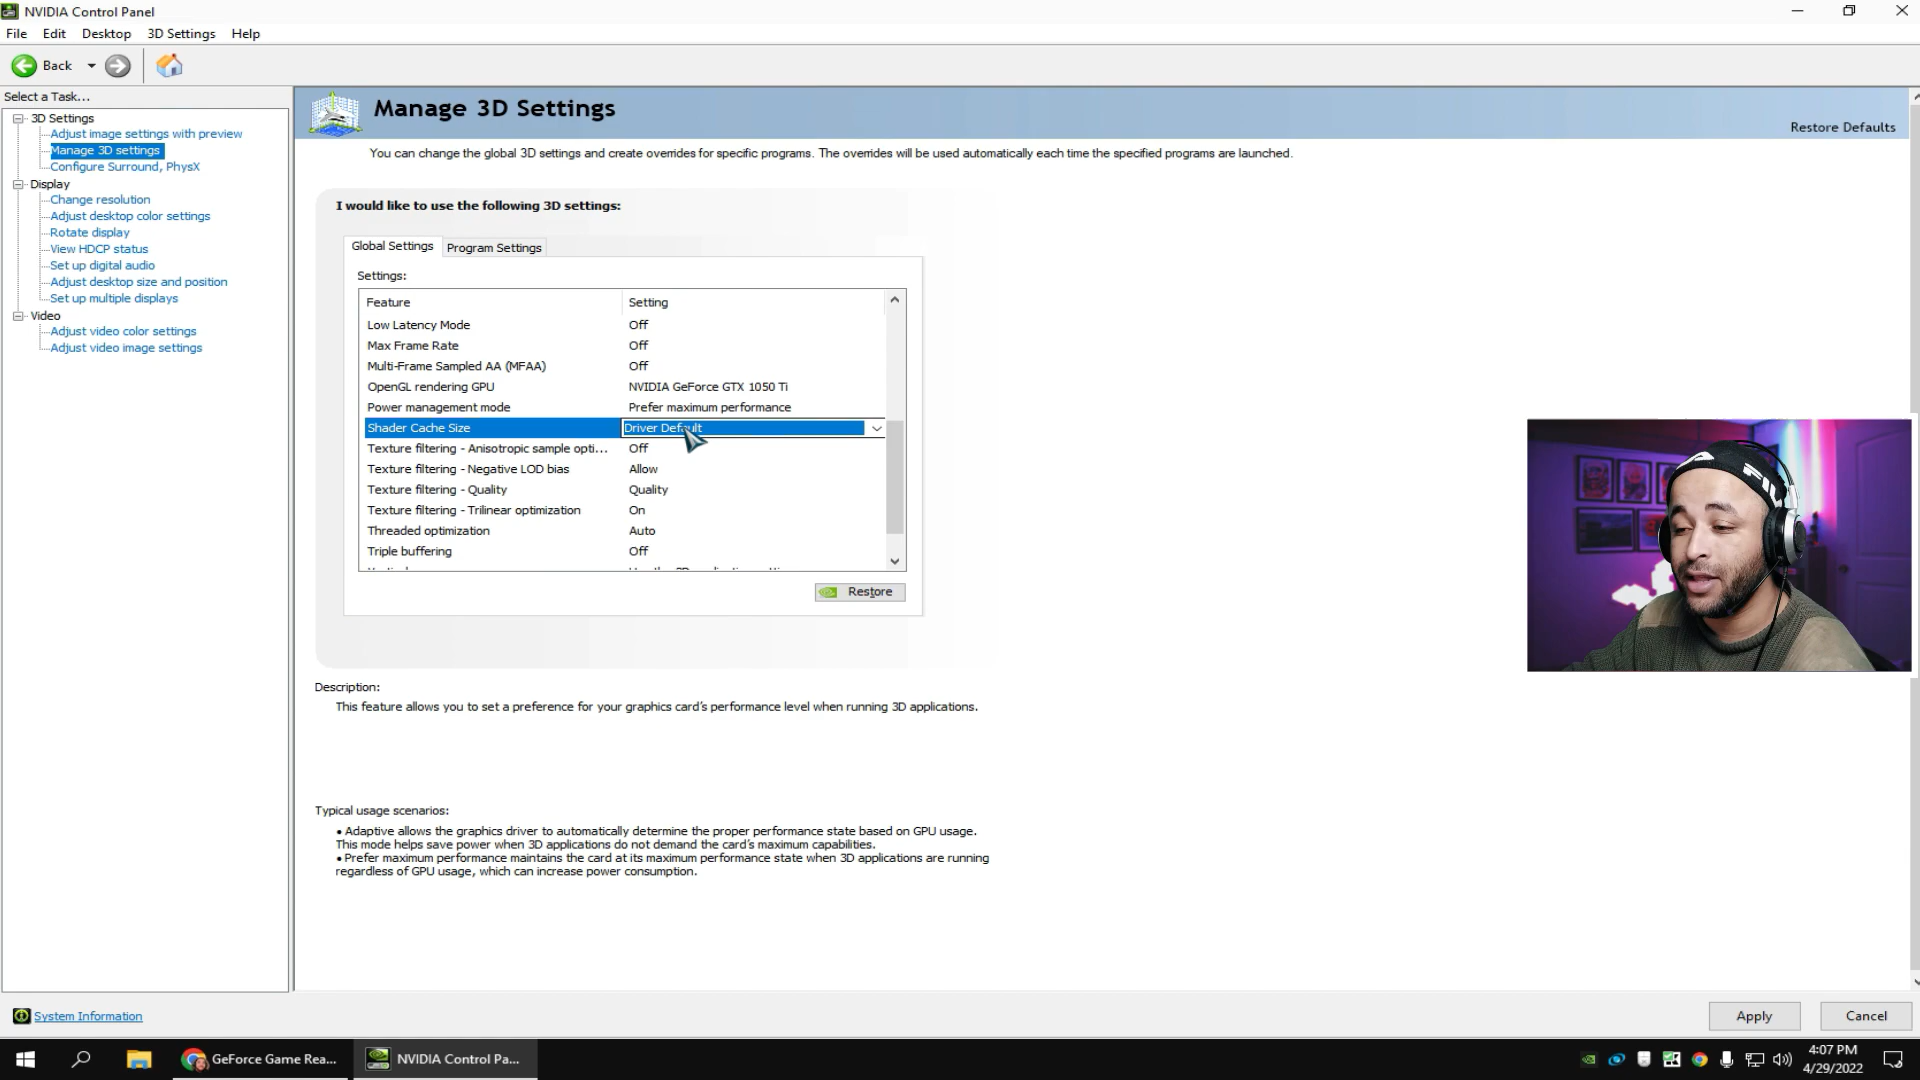 NVIDIA Control Panel
File Edit Desktop 3D Settings Help
Back
Select a Task...
3D Settings
Adjust image settings with preview
Manage 3D settings
Configure Surround, PhysX
Display
Change resolution
Adjust desktop color settings
Rotate display
View HDCP status
Set up digital audio
Adjust desktop size and position
Set up multiple displays
Video
Adjust video color settings
Adjust video image settings
Manage 3D Settings
Restore Defaults
You can change the global 3D settings and create overrides for specific programs. The overrides will be used automatically each time the specified programs are launched.
I would like to use the following 3D settings:
Global Settings Program Settings
Settings:
Feature Setting
Low Latency Mode Off
Max Frame Rate Off
Multi-Frame Sampled AA (MFAA) Off
OpenGL rendering GPU NVIDIA GeForce GTX 1050 Ti
Power management mode Prefer maximum performance
Shader Cache Size Driver Default
Texture filtering - Anisotropic sample opti... Off
Texture filtering - Negative LOD bias Allow
Texture filtering - Quality Quality
Texture filtering - Trilinear optimization On
Threaded optimization Auto
Triple buffering Off
Restore
Description:
This feature allows you to set a preference for your graphics card's performance level when running 3D applications.
Typical usage scenarios:
• Adaptive allows the graphics driver to automatically determine the proper performance state based on GPU usage.
This mode helps save power when 3D applications do not demand the card's maximum capabilities.
• Prefer maximum performance maintains the card at its maximum performance state when 3D applications are running
regardless of GPU usage, which can increase power consumption.
System Information
Apply Cancel
GeForce Game Rea...
NVIDIA Control Pa...
4:07 PM
4/29/2022